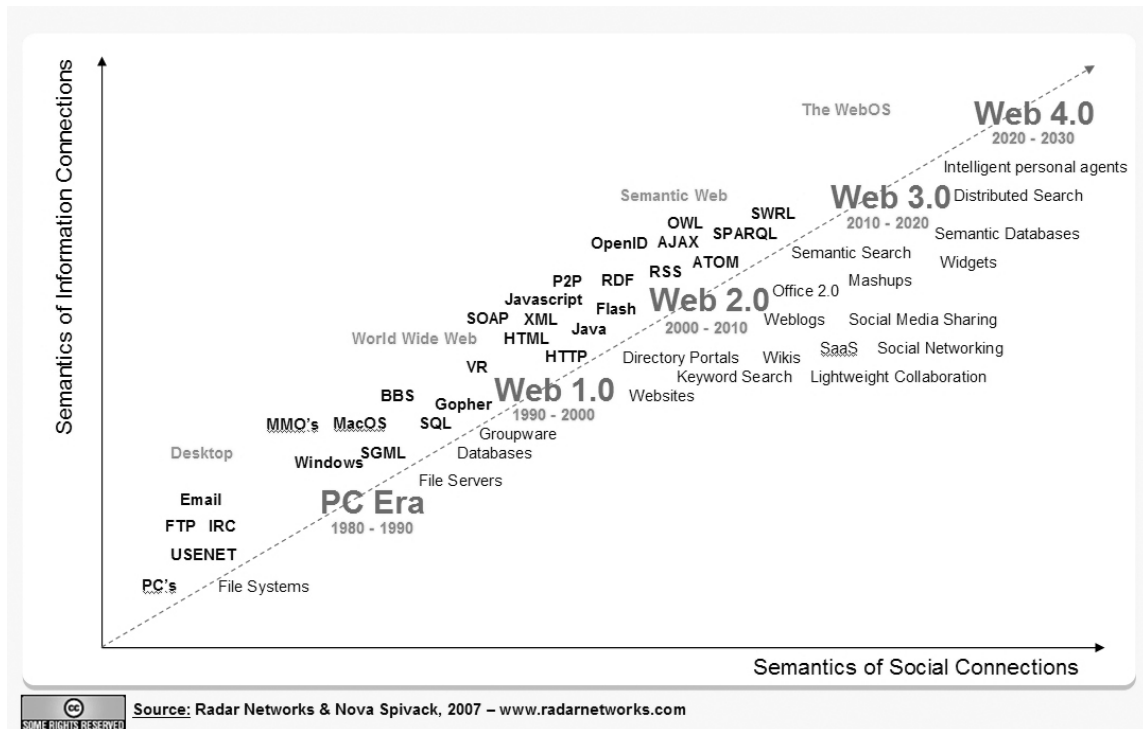 Semantics of Information Connections
The WebOS
Web 4.0
2020 - 2030
Intelligent personal agents
Semantic Web
Web 3.0
2010 - 2020
Distributed Search
SWRL
OWL
SPARQL
OpenID
AJAX
Semantic Databases
Semantic Search
ATOM
Widgets
P2P
RDF
RSS
Mashups
Javascript
Flash
Web 2.0
2000 - 2010
Office 2.0
SOAP
XML
Java
Weblogs
Social Media Sharing
World Wide Web
HTML
HTTP
Directory Portals
Wikis
SaaS
Social Networking
VR
Keyword Search
Lightweight Collaboration
BBS
Gopher
Web 1.0
1990 - 2000
Websites
MMO's
MacOS
SQL
Groupware
Desktop
Windows
SGML
Databases
File Servers
Email
PC Era
1980 - 1990
FTP
IRC
USENET
PC's
File Systems
Semantics of Social Connections
cc
SOME RIGHTS RESERVED
Source: Radar Networks & Nova Spivack, 2007 – www.radarnetworks.com